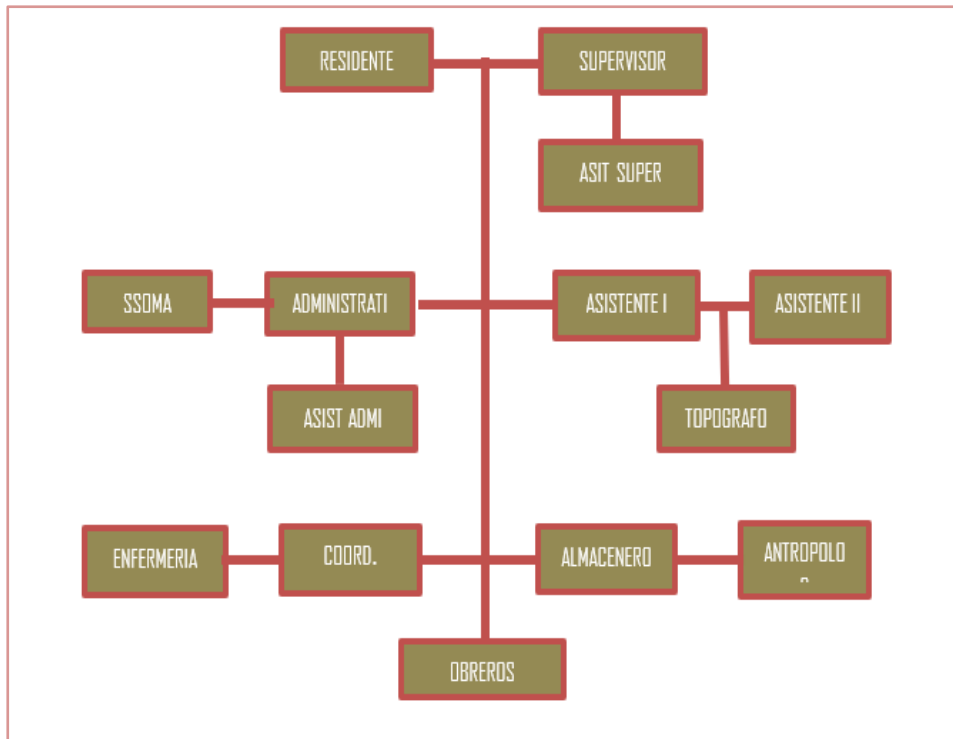 RESIDENTE
SUPERVISOR
ASIT SUPER
SSOMA
ADMINISTRATI
ASISTENTE I
ASISTENTE II
ASIST ADMI
TOPOGRAFO
ENFERMERIA
COORD.
ALMACENERO
ANTROPOLO
OBREROS